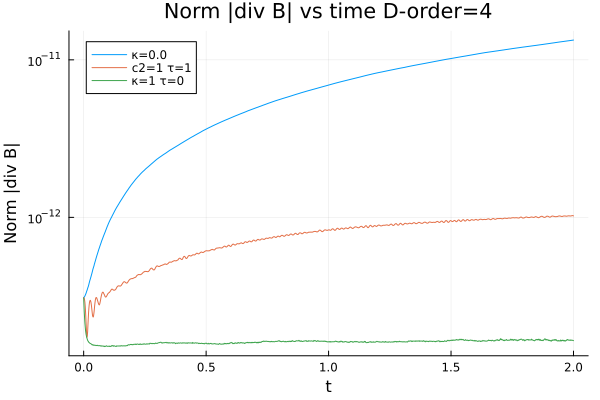 Norm |div B| vs time D-order=4
κ=0.0
c2=1 τ=1
κ=1 τ=0
Norm |div B|
10⁻¹¹
10⁻¹²
0.0 0.5 1.0 1.5 2.0
t